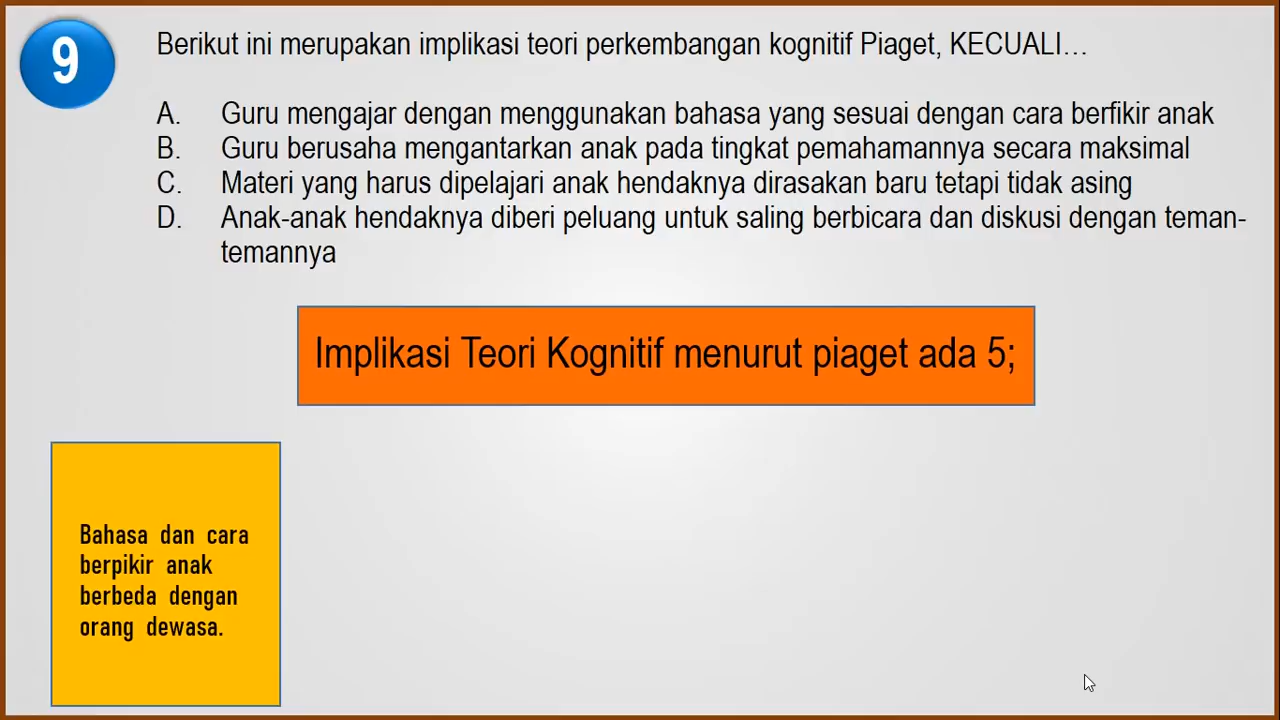 9
Berikut ini merupakan implikasi teori perkembangan kognitif Piaget, KECUALI…
A. Guru mengajar dengan menggunakan bahasa yang sesuai dengan cara berfikir anak
B. Guru berusaha mengantarkan anak pada tingkat pemahamannya secara maksimal
C. Materi yang harus dipelajari anak hendaknya dirasakan baru tetapi tidak asing
D. Anak-anak hendaknya diberi peluang untuk saling berbicara dan diskusi dengan teman-
temannya
Implikasi Teori Kognitif menurut piaget ada 5;
Bahasa dan cara
berpikir anak
berbeda dengan
orang dewasa.